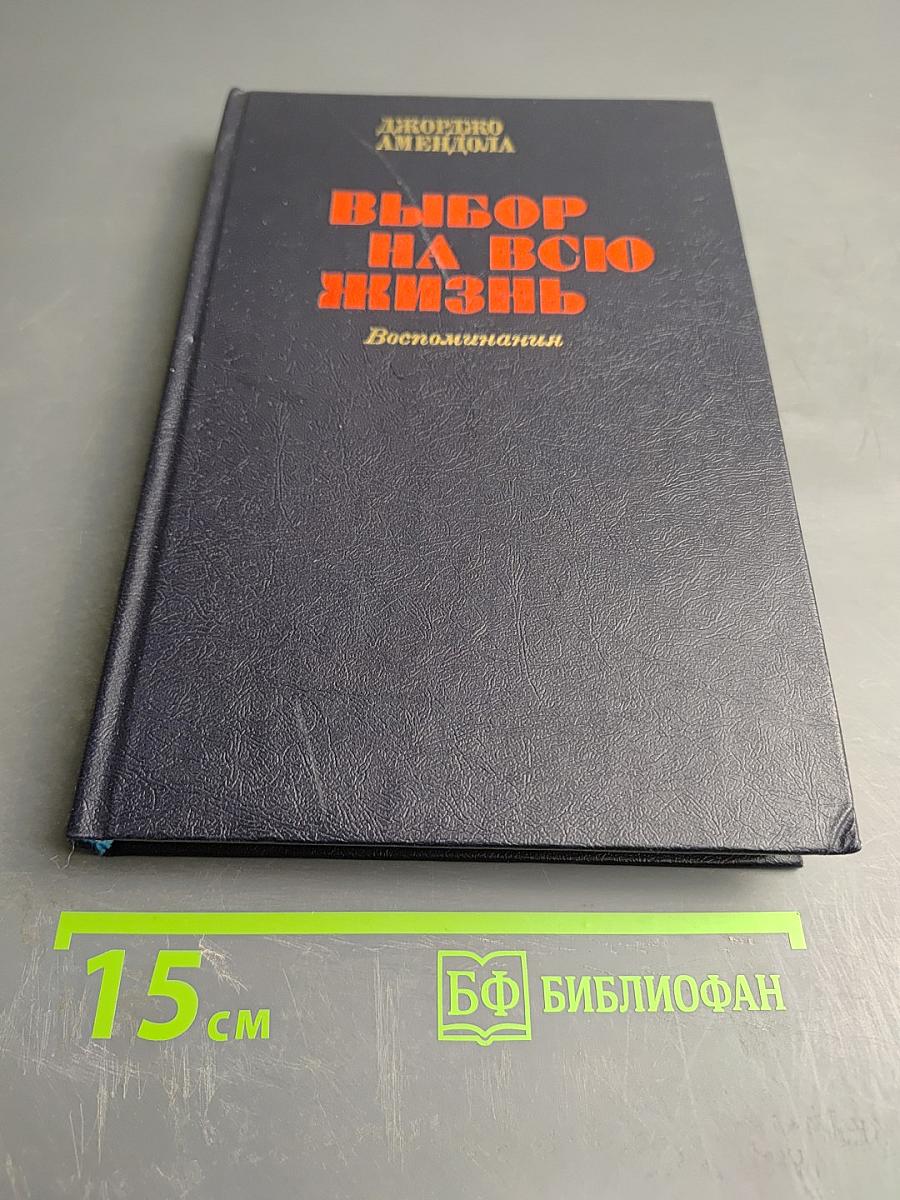 ДЖОРДЖО
АМЕНДОЛА
ВЫБОР
НА ВСЮ
ЖИЗНЬ
Воспоминания
15 см
БФ БИБЛИОФАН